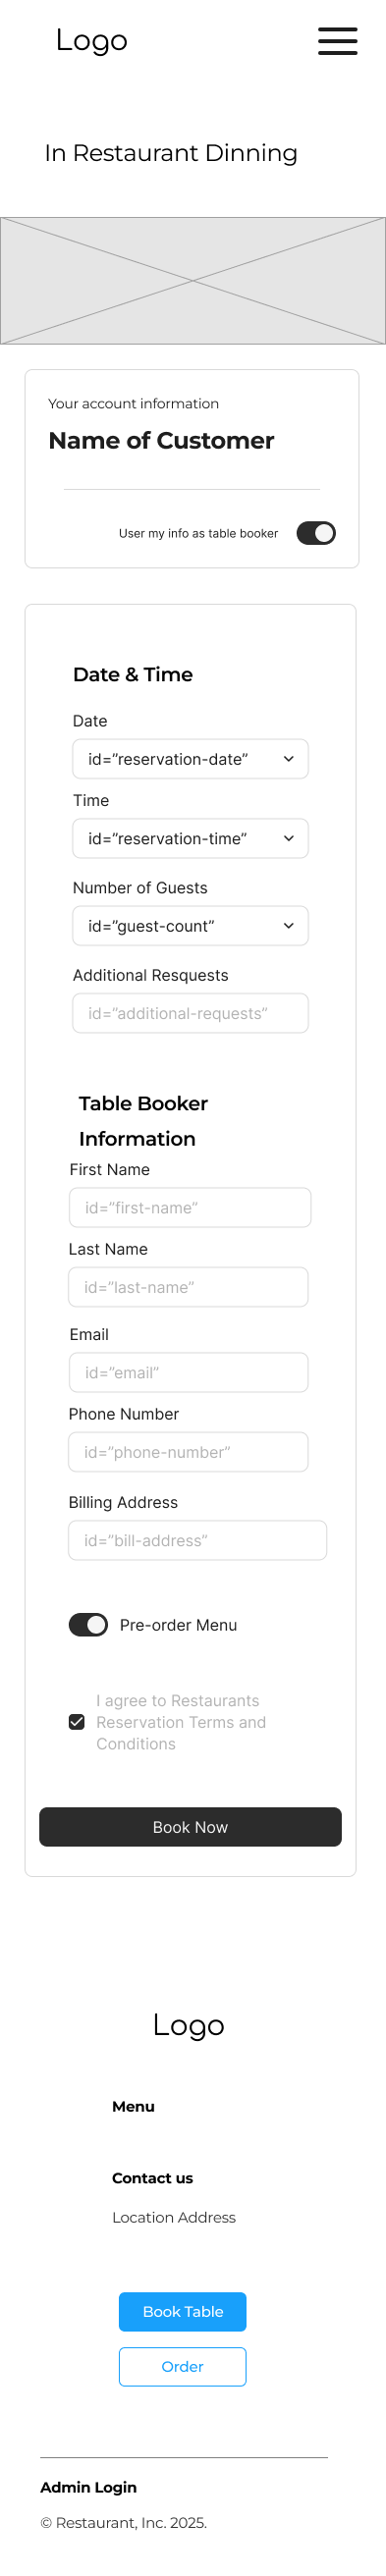 Logo
In Restaurant Dinning
Your account information
Name of Customer
User my info as table booker
Date & Time
Date
id=”reservation-date”
Time
id=”reservation-time”
Number of Guests
id=”guest-count”
Additional Resquests
id=”additional-requests”
Table Booker
Information
First Name
id=”first-name”
Last Name
id=”last-name”
Email
id=”email”
Phone Number
id=”phone-number”
Billing Address
id=”bill-address”
Pre-order Menu
I agree to Restaurants
Reservation Terms and
Conditions
Book Now
Logo
Menu
Contact us
Location Address
Book Table
Order
Admin Login
© Restaurant, Inc. 2025.